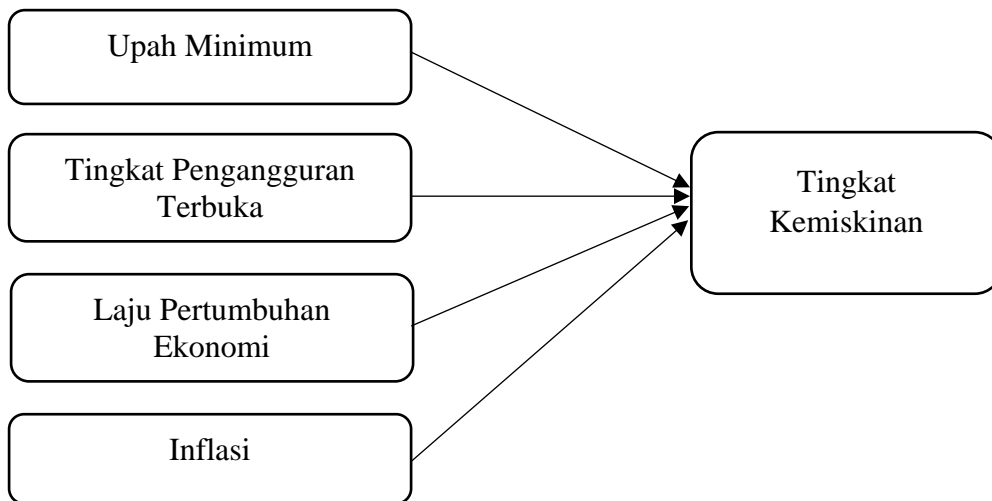 Upah Minimum
Tingkat Pengangguran
Terbuka
Laju Pertumbuhan
Ekonomi
Inflasi
Tingkat
Kemiskinan